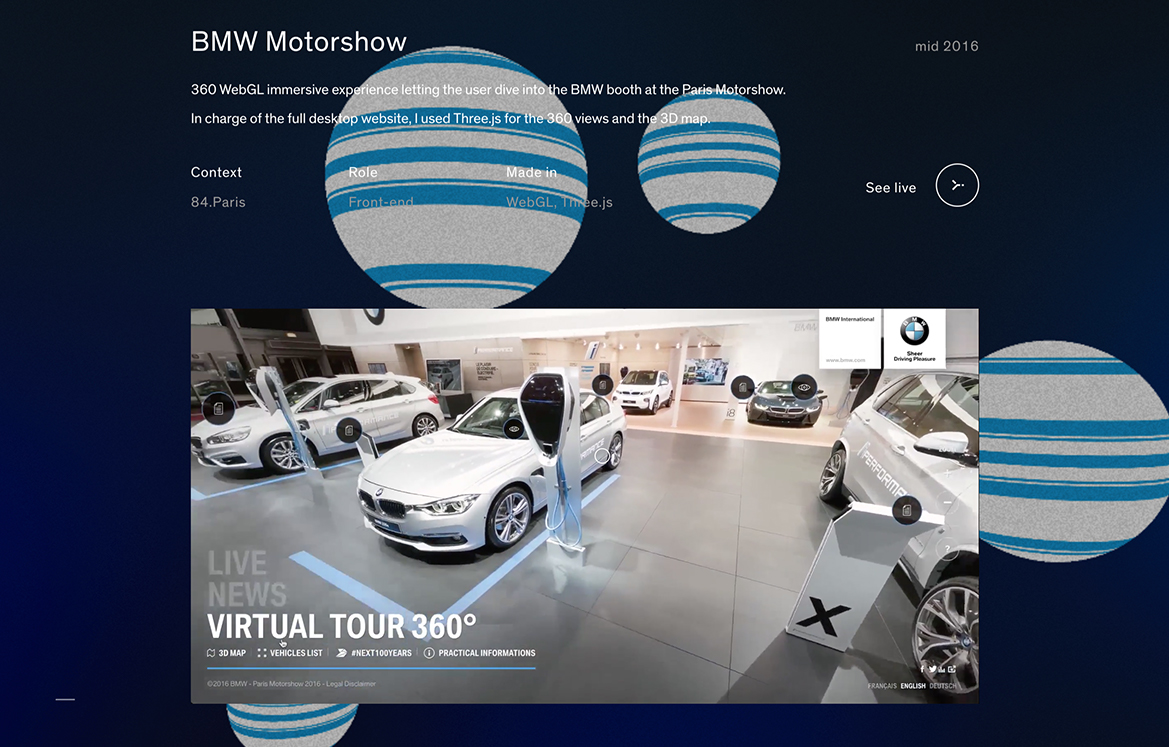 BMW Motorshow
mid 2016
360 WebGL immersive experience letting the user dive into the BMW booth at the Paris Motorshow.
In charge of the full desktop website, I used Three.js for the 360 views and the 3D map.
Context
Role
Made in
84.Paris
Front-end
WebGL, Three.js
See live
BMW International
www.bmw.com
BMW
Sheer
Driving Pleasure
i8
PERFORMA
X
LIVE
NEWS
VIRTUAL TOUR 360°
3D MAP
VEHICLES LIST
#NEXT100YEARS
PRACTICAL INFORMATIONS
©2016 BMW - Paris Motorshow 2016 - Legal Disclaimer
FRANÇAIS ENGLISH DEUTSCH
?